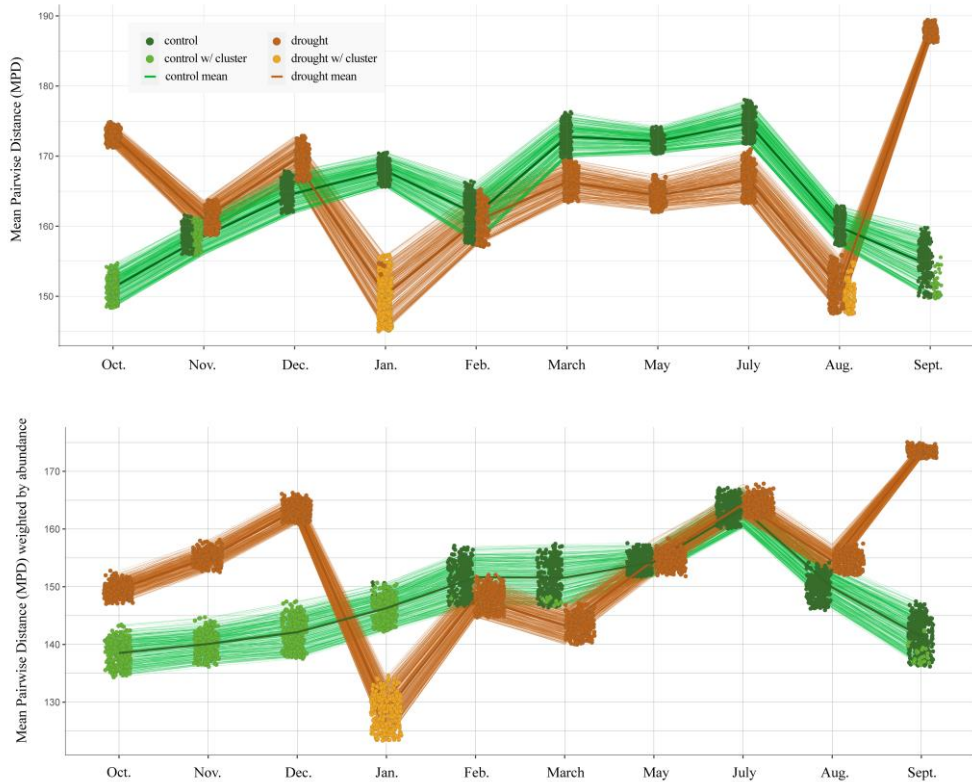 Mean Pairwise Distance (MPD)
190
180
170
160
150
control
drought
control w/ cluster
drought w/ cluster
control mean
drought mean
Oct. Nov. Dec. Jan. Feb. March May July Aug. Sept.
Mean Pairwise Distance (MPD) weighted by abundance
170
160
150
140
130
Oct. Nov. Dec. Jan. Feb. March May July Aug. Sept.